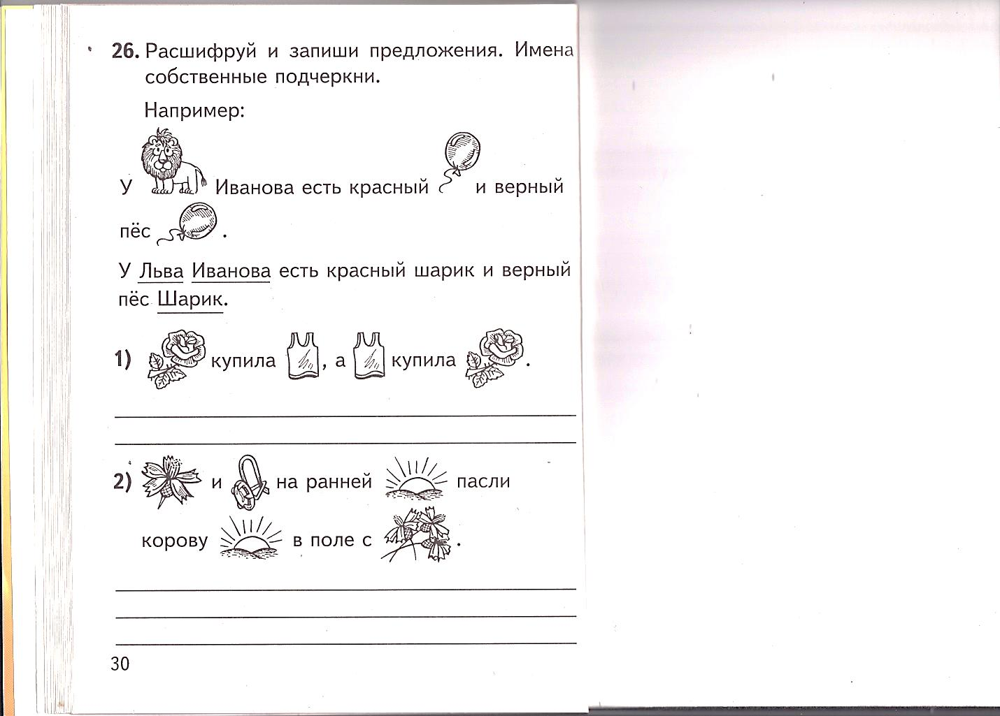 26. Расшифруй и запиши предложения. Имена
собственные подчеркни.
Например:
У Иванова есть красный и верный
пёс .
У Льва Иванова есть красный шарик и верный
пёс Шарик.
1) купила , а купила .
2) и на ранней пасли
корову в поле с .
30